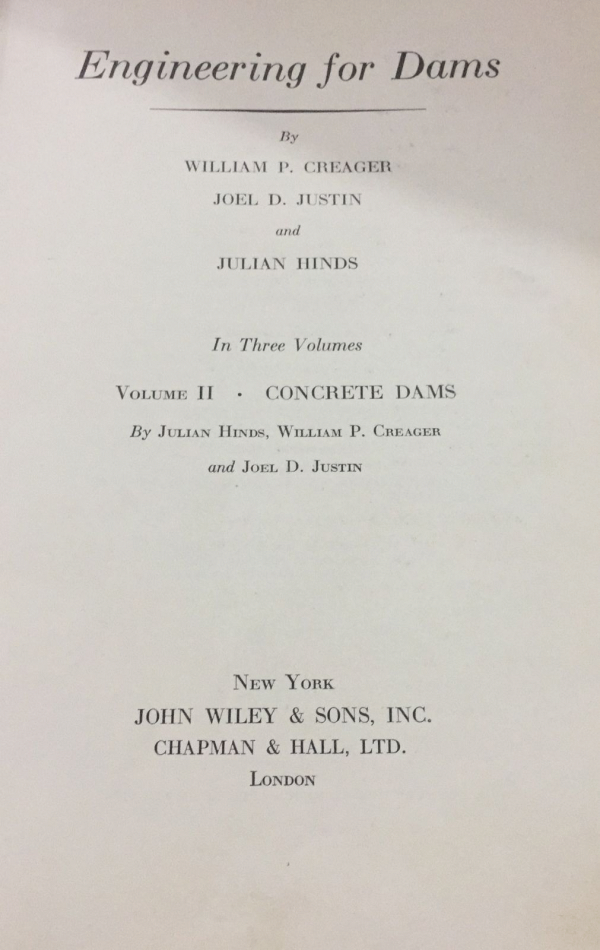 Engineering for Dams
By
WILLIAM P. CREAGER
JOEL D. JUSTIN
and
JULIAN HINDS
In Three Volumes
VOLUME II · CONCRETE DAMS
By JULIAN HINDS, WILLIAM P. CREAGER
and JOEL D. JUSTIN
NEW YORK
JOHN WILEY & SONS, INC.
CHAPMAN & HALL, LTD.
LONDON